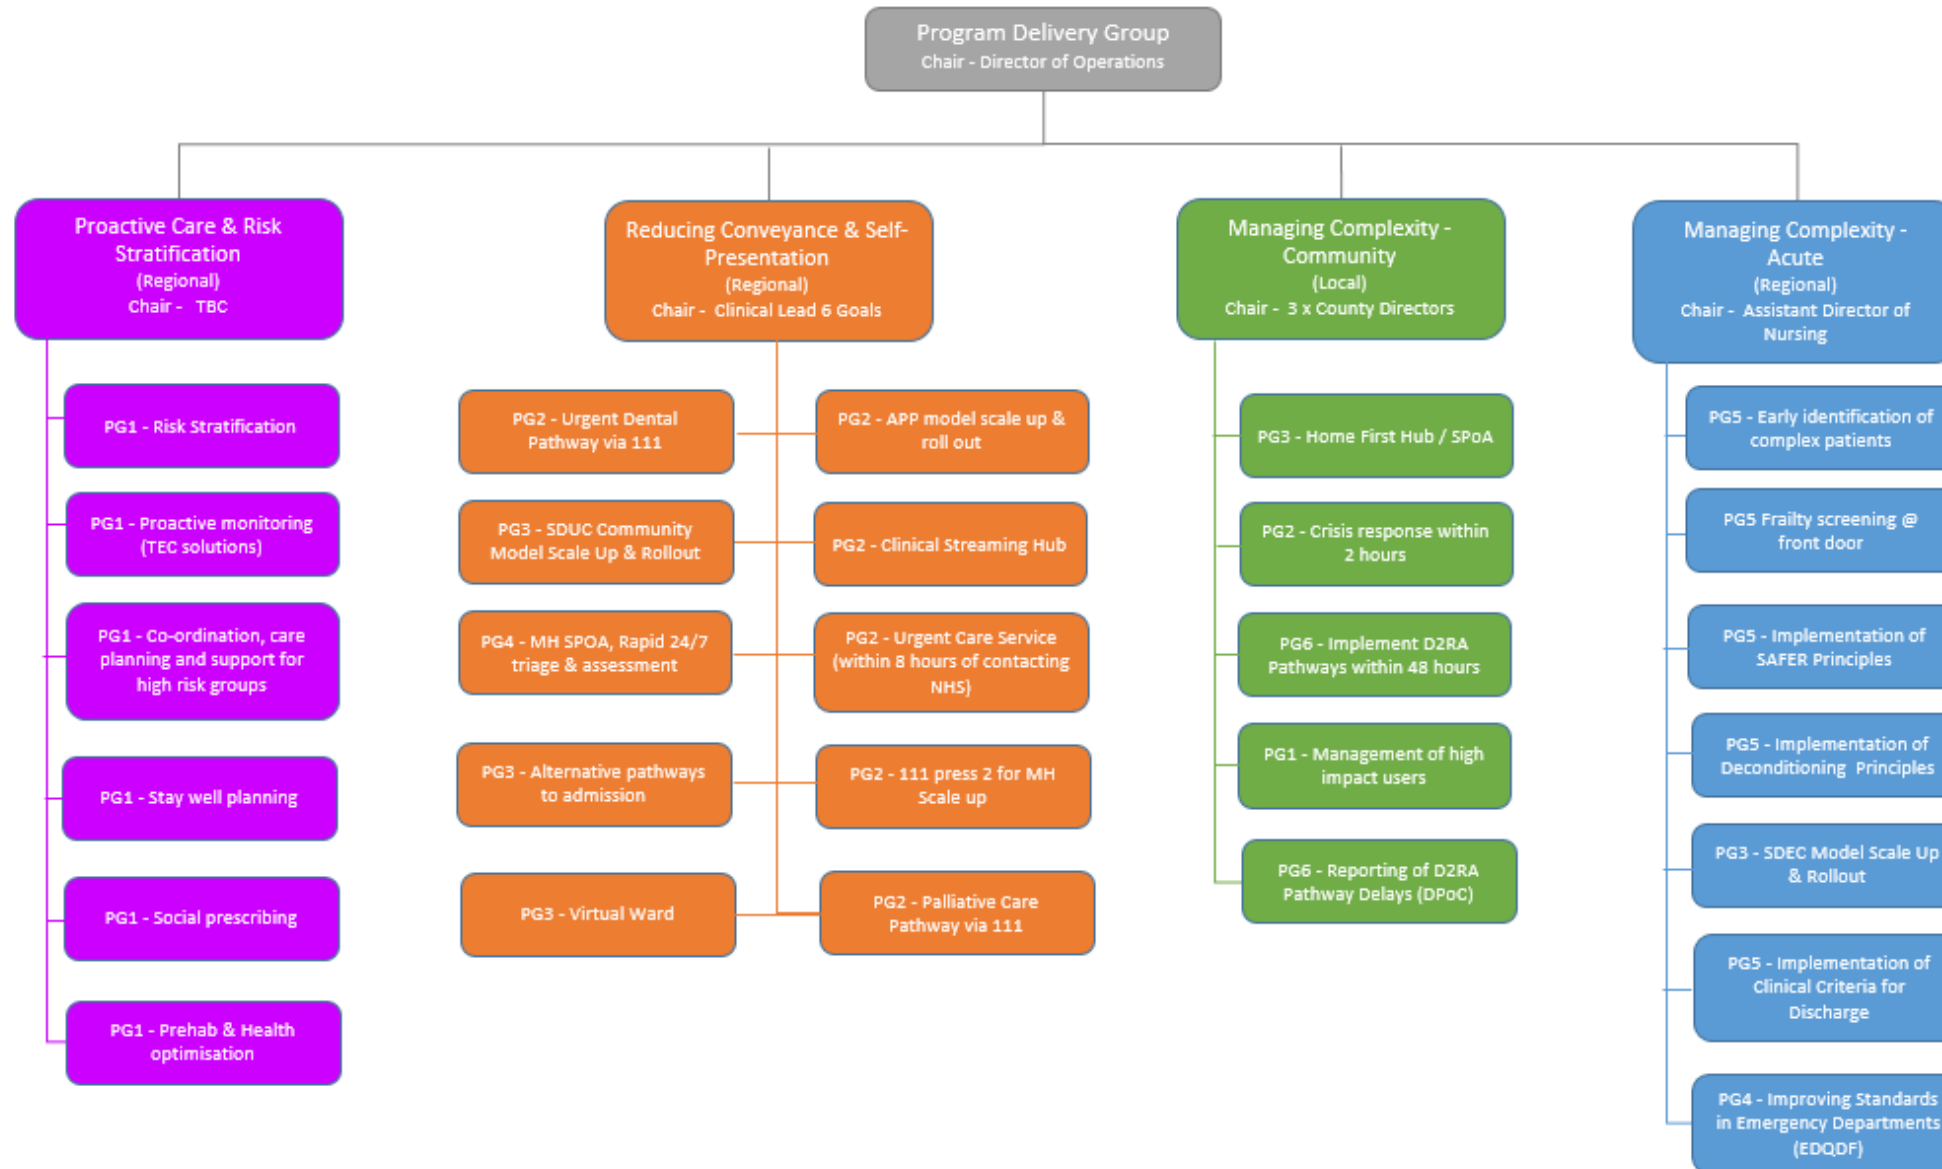 Program Delivery Group
Chair - Director of Operations
Proactive Care & Risk
Stratification
(Regional)
Chair - TBC
PG1 - Risk Stratification
PG1 - Proactive monitoring
(TEC solutions)
PG1 - Co-ordination, care
planning and support for
high risk groups
PG1 - Stay well planning
PG1 - Social prescribing
PG1 - Prehab & Health
optimisation
Reducing Conveyance & Self-
Presentation
(Regional)
Chair - Clinical Lead 6 Goals
PG2 - Urgent Dental
Pathway via 111
PG2 - APP model scale up &
roll out
PG3 - SDUC Community
Model Scale Up & Rollout
PG2 - Clinical Streaming Hub
PG4 - MH SPOA, Rapid 24/7
triage & assessment
PG2 - Urgent Care Service
(within 8 hours of contacting
NHS)
PG3 - Alternative pathways
to admission
PG2 - 111 press 2 for MH
Scale up
PG3 - Virtual Ward
PG2 - Palliative Care
Pathway via 111
Managing Complexity -
Community
(Local)
Chair - 3 x County Directors
PG3 - Home First Hub / SPoA
PG2 - Crisis response within
2 hours
PG6 - Implement D2RA
Pathways within 48 hours
PG1 - Management of high
impact users
PG6 - Reporting of D2RA
Pathway Delays (DPoC)
Managing Complexity -
Acute
(Regional)
Chair - Assistant Director of
Nursing
PG5 - Early identification of
complex patients
PG5 Frailty screening @
front door
PG5 - Implementation of
SAFER Principles
PG5 - Implementation of
Deconditioning Principles
PG3 - SDEC Model Scale Up
& Rollout
PG5 - Implementation of
Clinical Criteria for
Discharge
PG4 - Improving Standards
in Emergency Departments
(EDQDF)